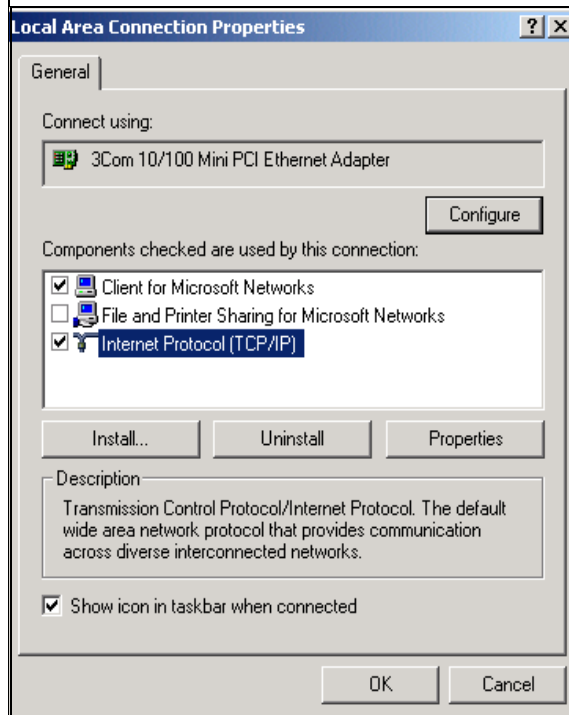 Local Area Connection Properties
General
Connect using:
3Com 10/100 Mini PCI Ethernet Adapter
Configure
Components checked are used by this connection:
Client for Microsoft Networks
File and Printer Sharing for Microsoft Networks
Internet Protocol (TCP/IP)
Install...   Uninstall   Properties
Description
Transmission Control Protocol/Internet Protocol. The default
wide area network protocol that provides communication
across diverse interconnected networks.
Show icon in taskbar when connected
OK   Cancel